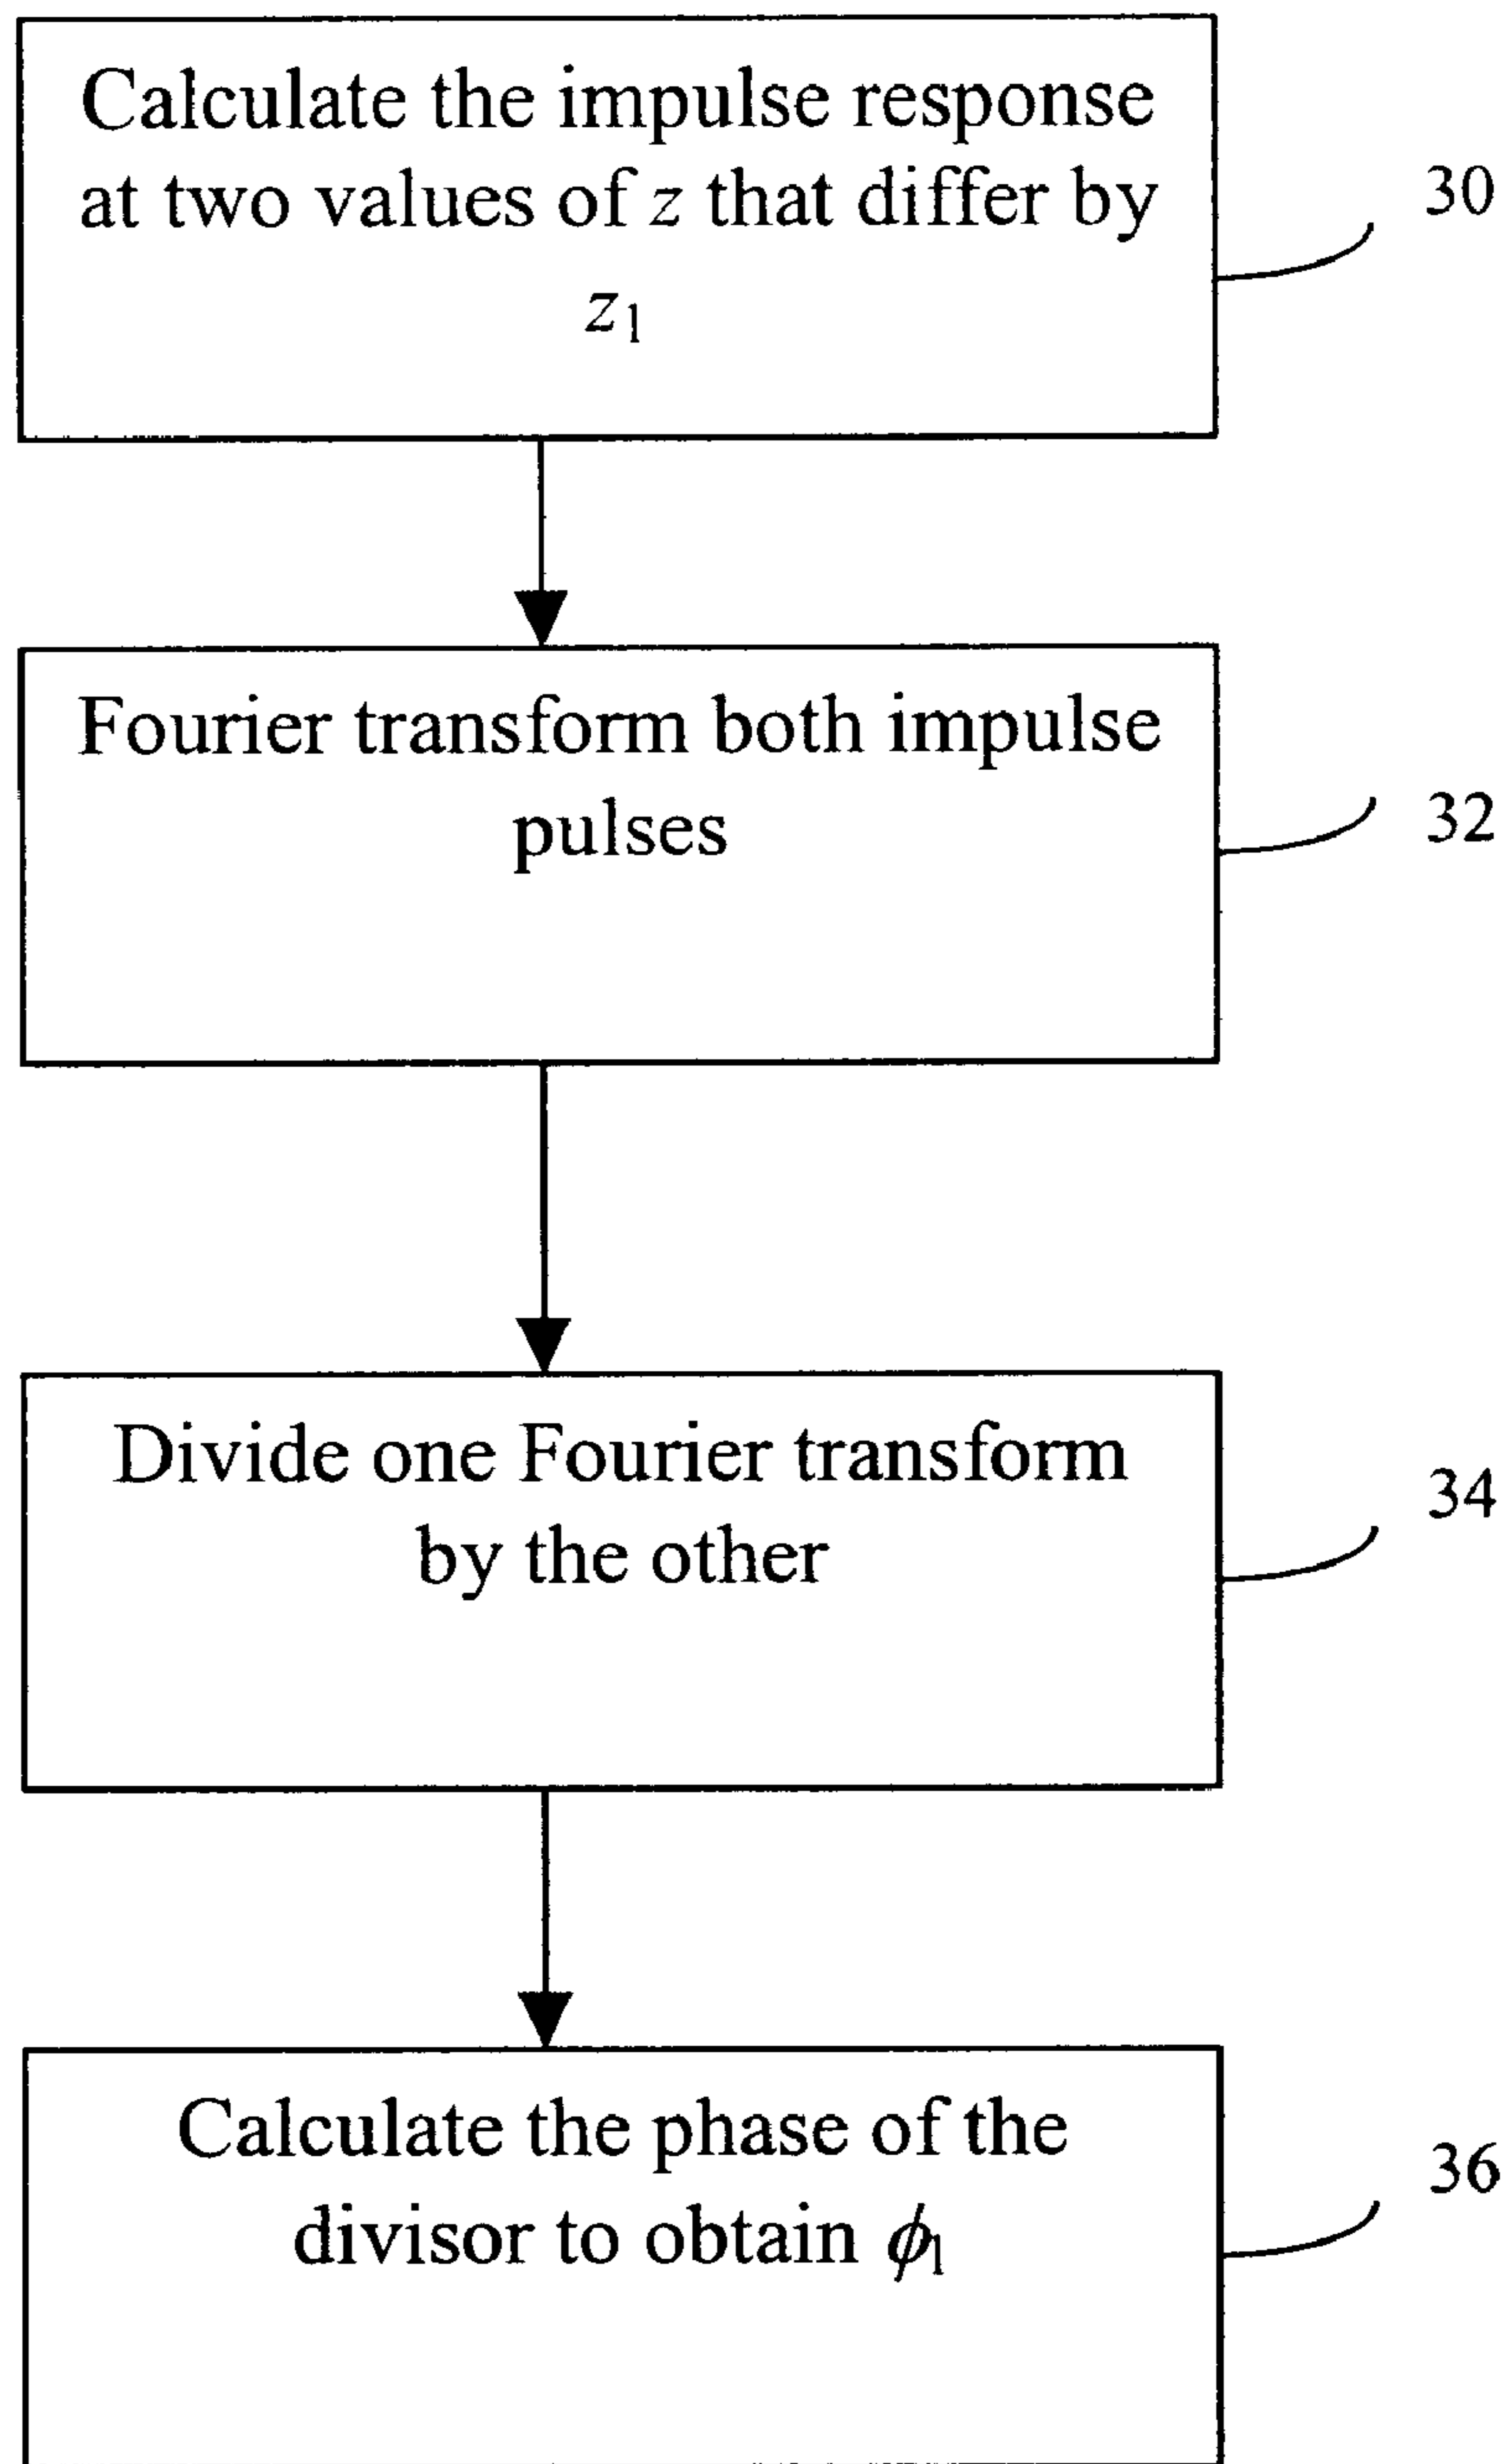 Calculate the impulse response
at two values of z that differ by
z₁
30
Fourier transform both impulse
pulses
32
Divide one Fourier transform
by the other
34
Calculate the phase of the
divisor to obtain ϕ₁
36